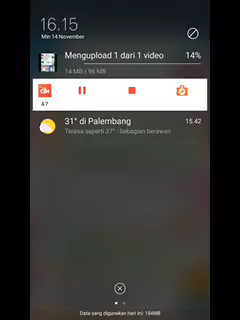 16.15
Min 14 November
Mengupload 1 dari 1 video 14%
14 MB / 96 MB
47
31° di Palembang 15.42
Terasa seperti 37° · Sebagian berawan
Data yang digunakan hari ini: 184MB